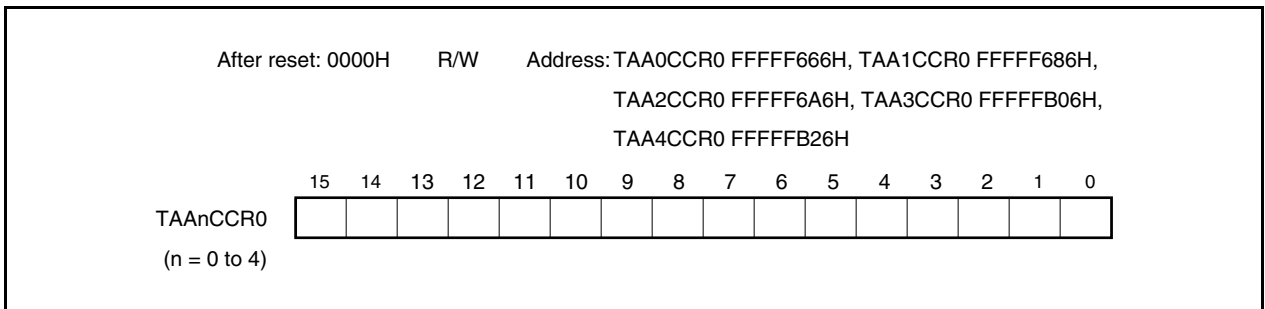 After reset: 0000H R/W Address: TAA0CCR0 FFFFF666H, TAA1CCR0 FFFFF686H,
TAA2CCR0 FFFFF6A6H, TAA3CCR0 FFFFFB06H,
TAA4CCR0 FFFFFB26H
15 14 13 12 11 10 9 8 7 6 5 4 3 2 1 0
TAAnCCR0
(n = 0 to 4)